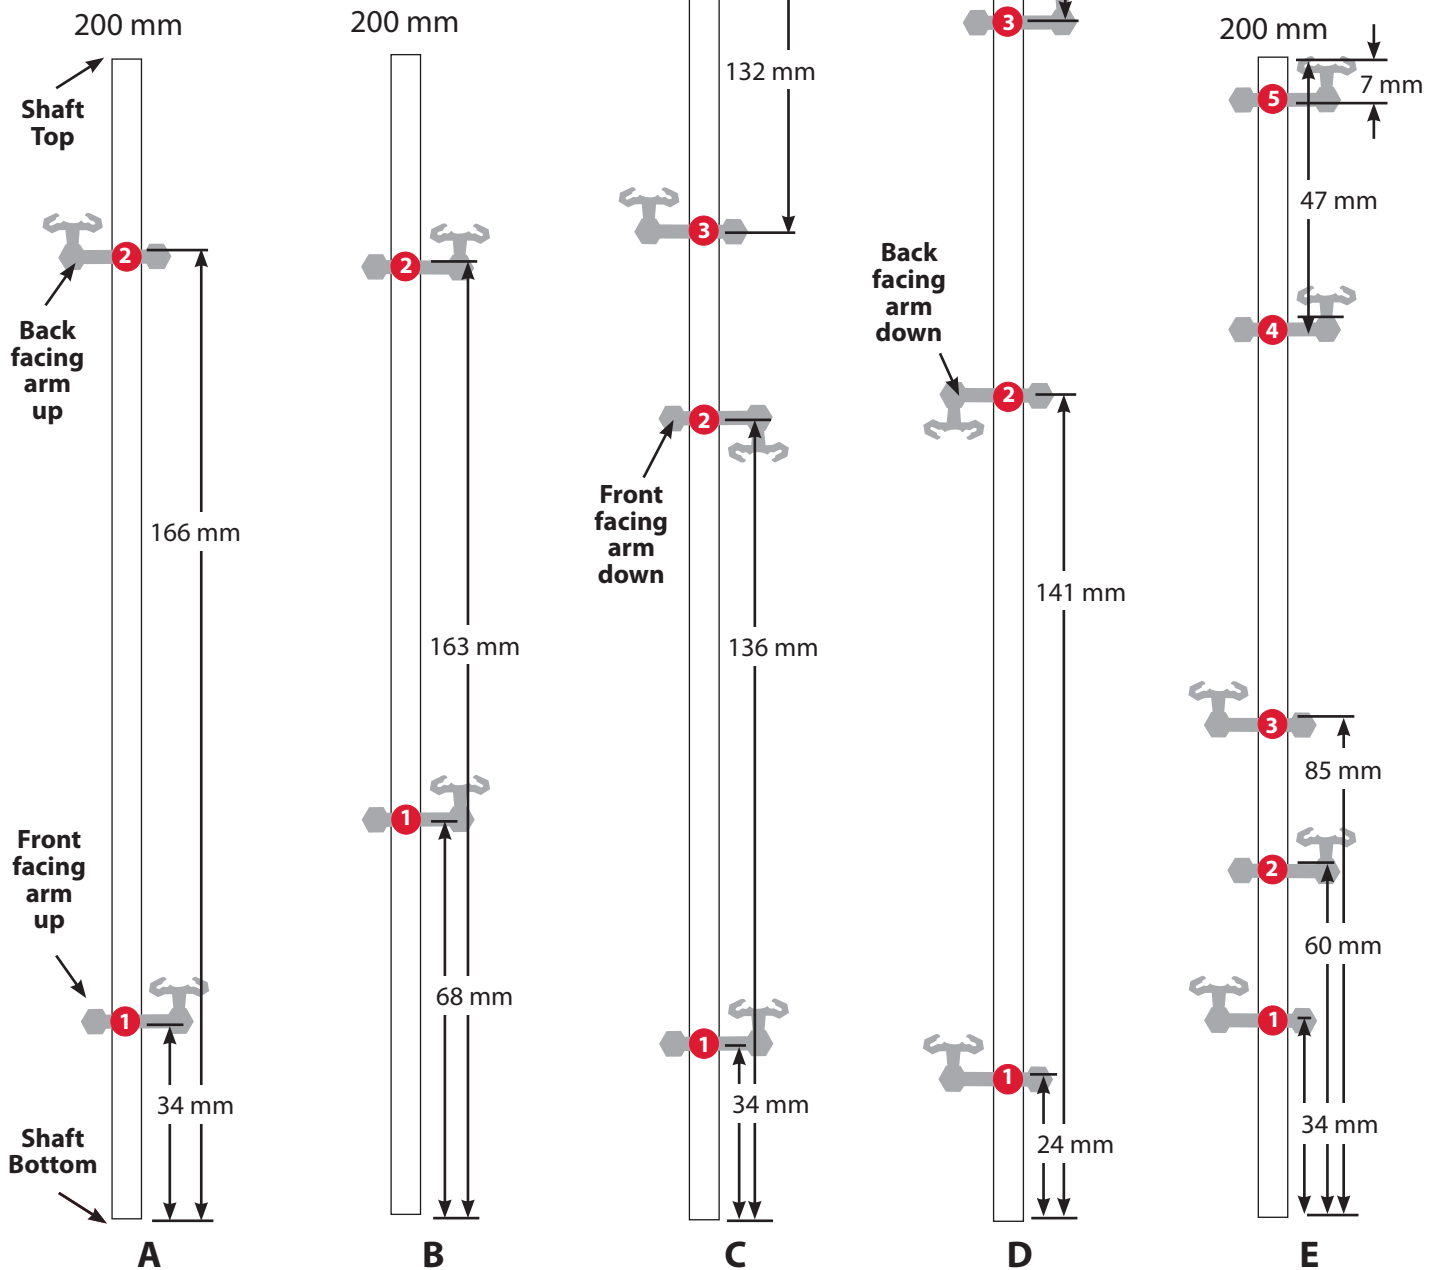 200 mm
Shaft
Top
2
Back
facing
arm
up
166 mm
Front
facing
arm
up
1
34 mm
Shaft
Bottom
A
200 mm
2
163 mm
1
68 mm
B
132 mm
3
2
Front
facing
arm
down
136 mm
1
34 mm
C
3
Back
facing
arm
down
2
141 mm
1
24 mm
D
200 mm
5
7 mm
47 mm
4
3
85 mm
2
60 mm
1
34 mm
E